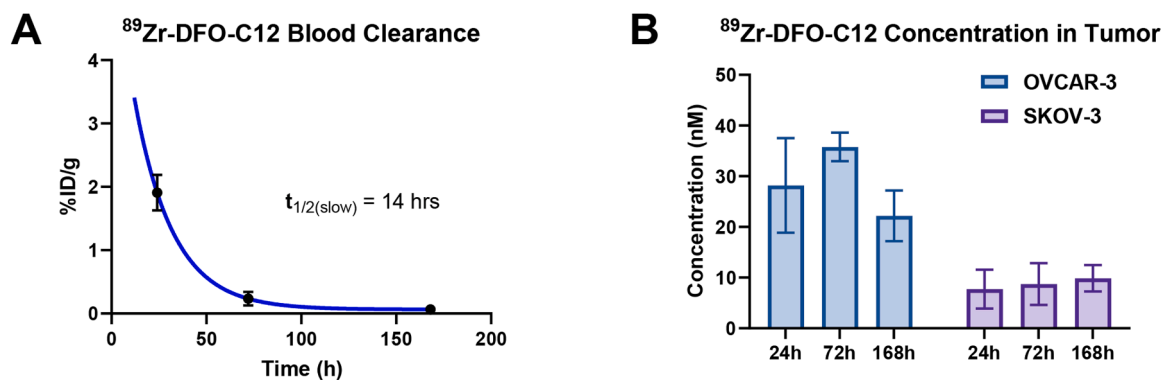 A
⁸⁹Zr-DFO-C12 Blood Clearance
%ID/g
4
3
2
1
0
t1/2(slow) = 14 hrs
0 50 100 150 200
Time (h)
B
⁸⁹Zr-DFO-C12 Concentration in Tumor
Concentration (nM)
50
40
30
20
10
0
OVCAR-3
SKOV-3
24h 72h 168h 24h 72h 168h